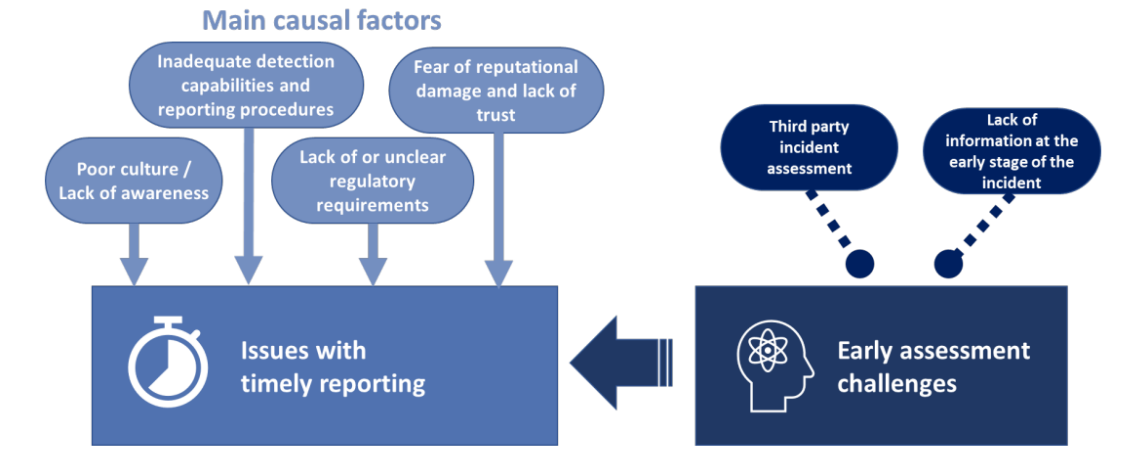 Main causal factors
Inadequate detection
capabilities and
reporting procedures
Fear of reputational
damage and lack of
trust
Poor culture /
Lack of awareness
Lack of or unclear
regulatory
requirements
Third party
incident
assessment
Lack of
information at the
early stage of the
incident
Issues with
timely reporting
Early assessment
challenges